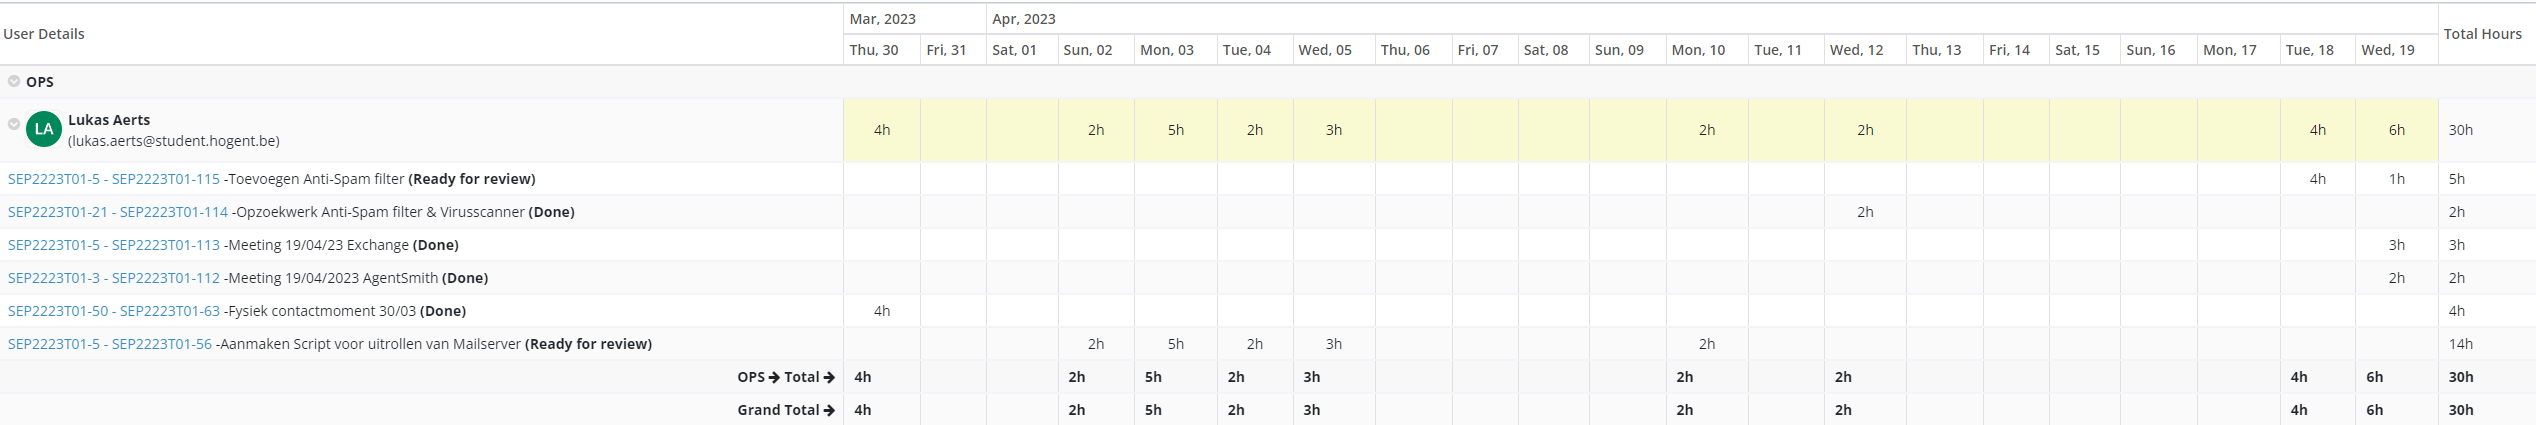 User Details Mar, 2023 Apr, 2023 Total Hours
Thu, 30 Fri, 31 Sat, 01 Sun, 02 Mon, 03 Tue, 04 Wed, 05 Thu, 06 Fri, 07 Sat, 08 Sun, 09 Mon, 10 Tue, 11 Wed, 12 Thu, 13 Fri, 14 Sat, 15 Sun, 16 Mon, 17 Tue, 18 Wed, 19
OPS
LA Lukas Aerts
(lukas.aerts@student.hogent.be) 4h 2h 5h 2h 3h 2h 2h 4h 6h 30h
SEP2223T01-5 - SEP2223T01-115 -Toevoegen Anti-Spam filter (Ready for review) 4h 1h 5h
SEP2223T01-21 - SEP2223T01-114 -Opzoekwerk Anti-Spam filter & Virusscanner (Done) 2h 2h
SEP2223T01-5 - SEP2223T01-113 -Meeting 19/04/23 Exchange (Done) 3h 3h
SEP2223T01-3 - SEP2223T01-112 -Meeting 19/04/2023 AgentSmith (Done) 2h 2h
SEP2223T01-50 - SEP2223T01-63 -Fysiek contactmoment 30/03 (Done) 4h 4h
SEP2223T01-5 - SEP2223T01-56 -Aanmaken Script voor uitrollen van Mailserver (Ready for review) 2h 5h 2h 3h 2h 14h
OPS → Total → 4h 2h 5h 2h 3h 2h 2h 4h 6h 30h
Grand Total → 4h 2h 5h 2h 3h 2h 2h 4h 6h 30h